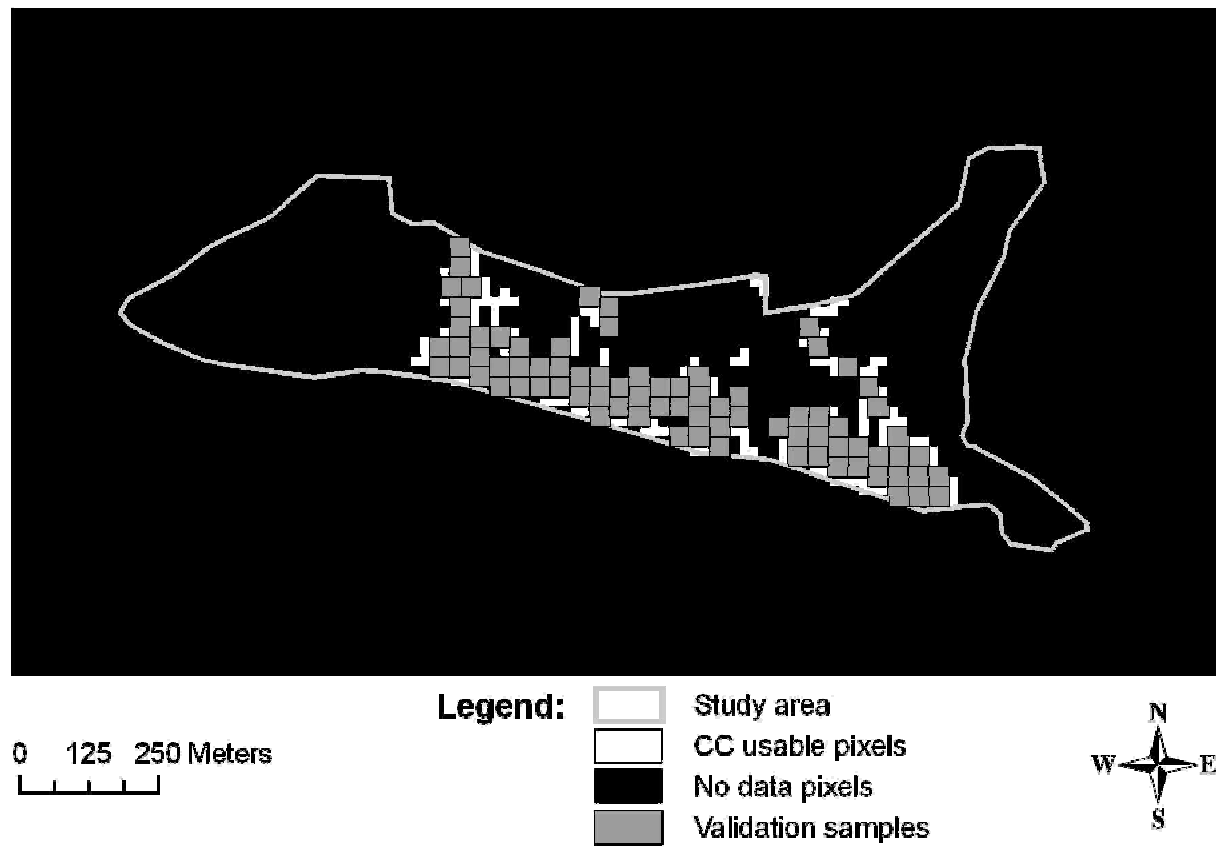 Legend:
Study area
CC usable pixels
No data pixels
Validation samples
0 125 250 Meters
N
W E
S